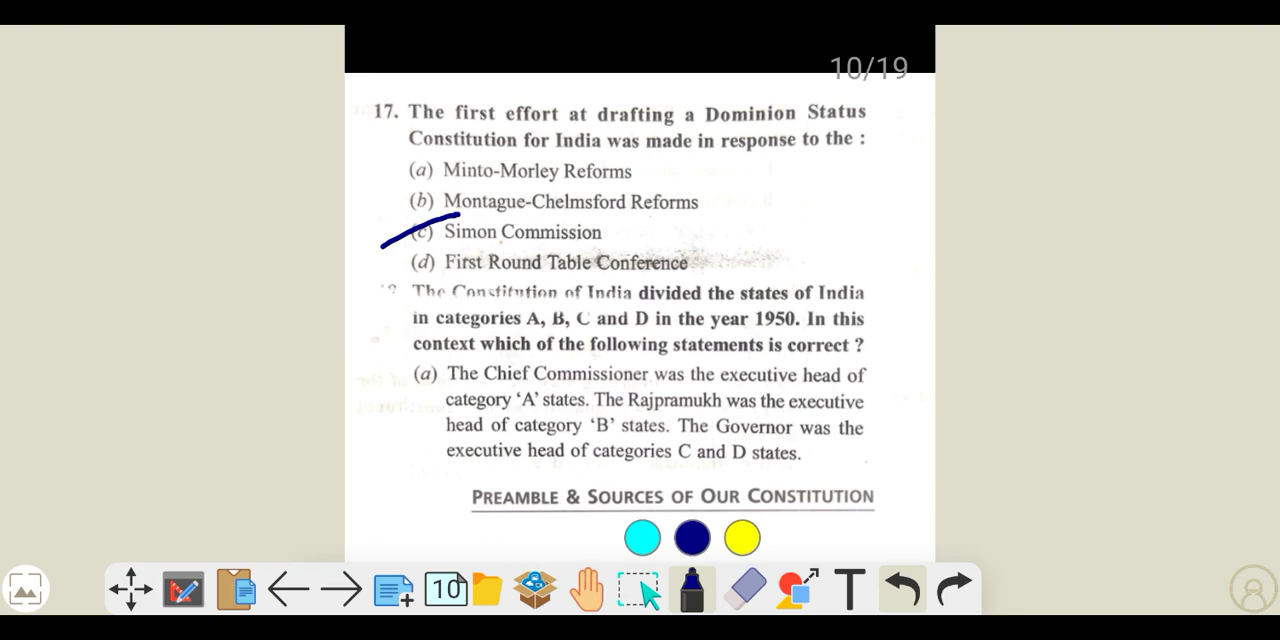 10/19
17. The first effort at drafting a Dominion Status
Constitution for India was made in response to the :
(a) Minto-Morley Reforms
(b) Montague-Chelmsford Reforms
(c) Simon Commission
(d) First Round Table Conference
The Constitution of India divided the states of India
in categories A, B, C and D in the year 1950. In this
context which of the following statements is correct ?
(a) The Chief Commissioner was the executive head of
category ‘A’ states. The Rajpramukh was the executive
head of category ‘B’ states. The Governor was the
executive head of categories C and D states.
PREAMBLE & SOURCES OF OUR CONSTITUTION
10
T